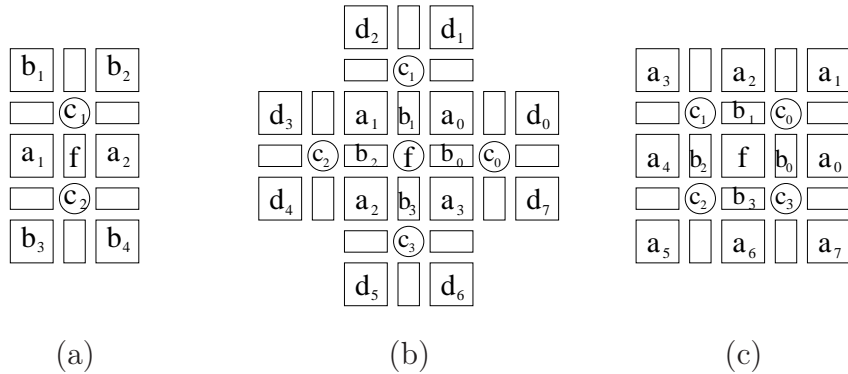 d₂ d₁
b₁ b₂ c₁ a₃ a₂ a₁
c₁ d₃ a₁ b₁ a₀ d₀ c₁ b₁ c₀
a₁ f a₂ c₂ b₂ f b₀ c₀ a₄ b₂ f b₀ a₀
c₂ d₄ a₂ b₃ a₃ d₇ c₂ b₃ c₃
b₃ b₄ c₃ a₅ a₆ a₇
d₅ d₆
(a) (b) (c)